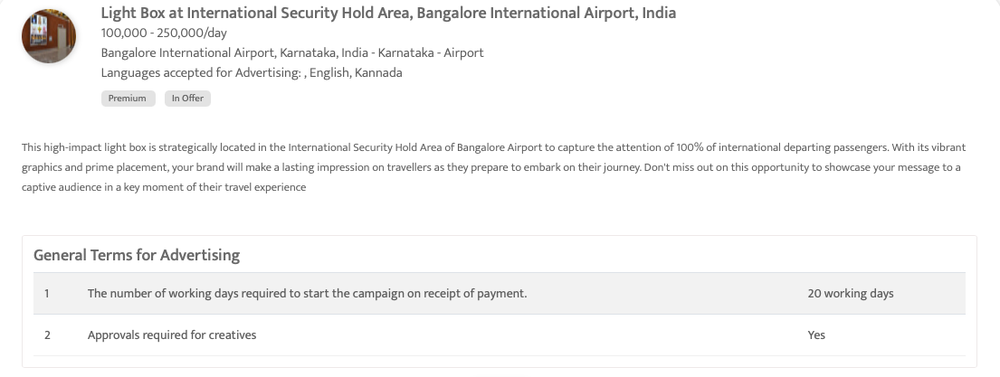 Light Box at International Security Hold Area, Bangalore International Airport, India
100,000 - 250,000/day
Bangalore International Airport, Karnataka, India - Karnataka - Airport
Languages accepted for Advertising: , English, Kannada
Premium In Offer
This high-impact light box is strategically located in the International Security Hold Area of Bangalore Airport to capture the attention of 100% of international departing passengers. With its vibrant
graphics and prime placement, your brand will make a lasting impression on travellers as they prepare to embark on their journey. Don't miss out on this opportunity to showcase your message to a
captive audience in a key moment of their travel experience
General Terms for Advertising
1 The number of working days required to start the campaign on receipt of payment. 20 working days
2 Approvals required for creatives Yes